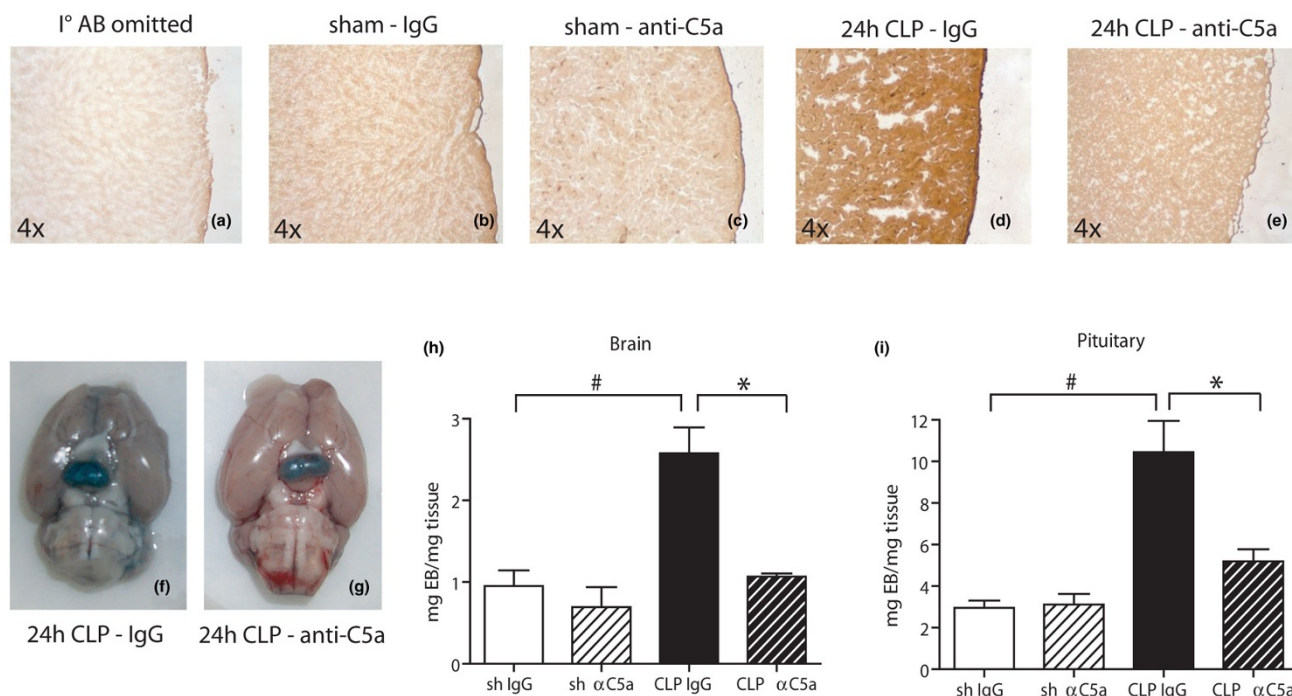 I° AB omitted
sham - IgG
sham - anti-C5a
24h CLP - IgG
24h CLP - anti-C5a
4x
(a)
4x
(b)
4x
(c)
4x
(d)
4x
(e)
(f)
24h CLP - IgG
(g)
24h CLP - anti-C5a
(h)
Brain
#
*
mg EB/mg tissue
3
2
1
0
sh IgG
sh αC5a
CLP IgG
CLP αC5a
(i)
Pituitary
#
*
mg EB/mg tissue
12
10
8
6
4
2
0
sh IgG
sh αC5a
CLP IgG
CLP αC5a